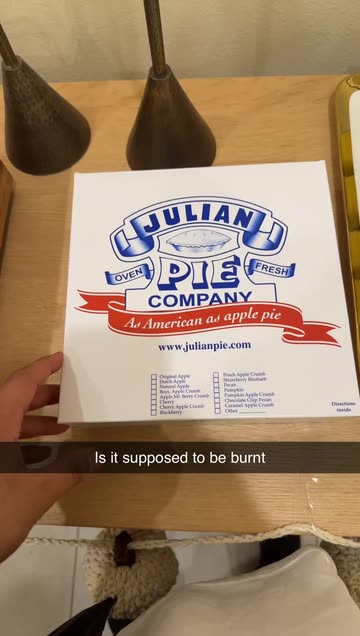 JULIAN
OVEN
PIE
FRESH
COMPANY
As American as apple pie
www.julianpie.com
Original Apple
Dutch Apple
Natural Apple
Boys. Apple Crumb
Apple Mt. Berry Crumb
Cherry
Cherry Apple Crumb
Blackberry
Peach Apple Crumb
Strawberry Rhubarb
Pecan
Pumpkin
Pumpkin Apple Crumb
Chocolate Chip Pecan
Caramel Apple Crumb
Other
Directions
inside
Is it supposed to be burnt